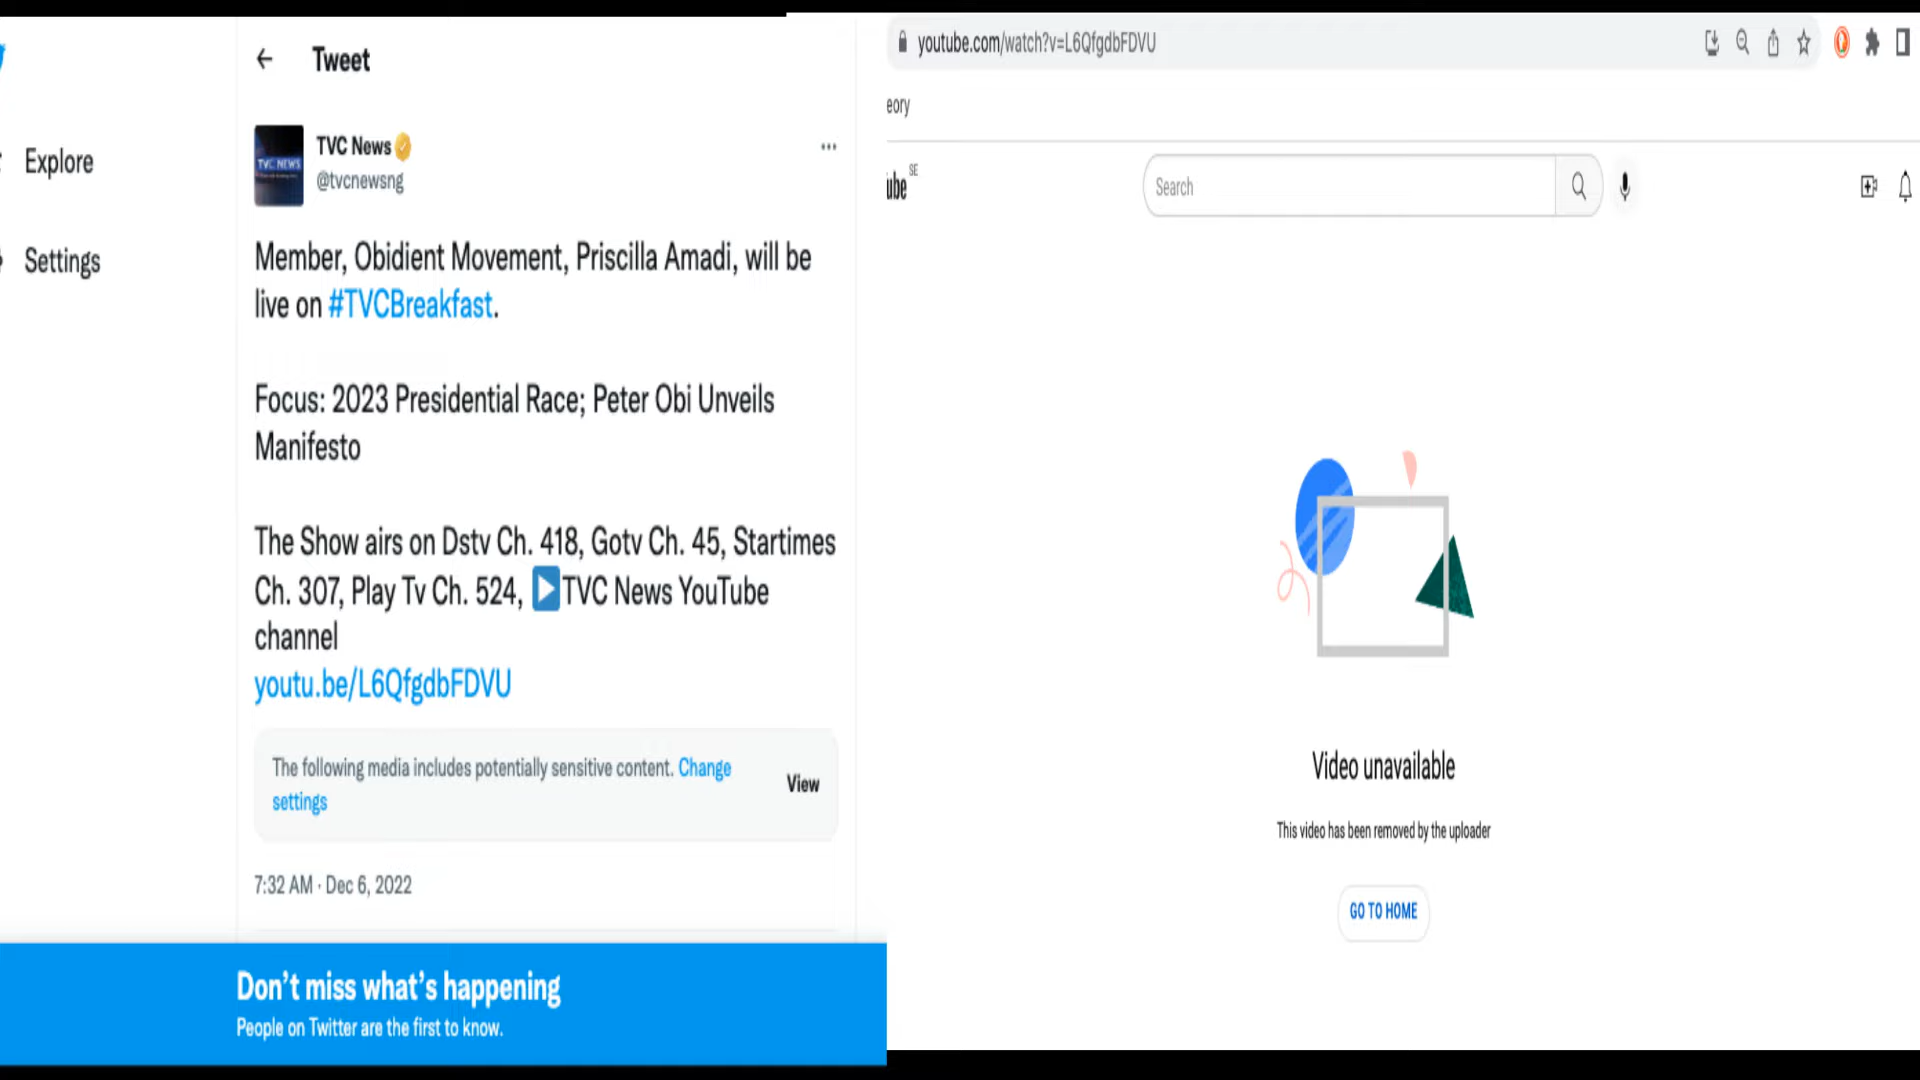 Tweet
Explore
Settings
TVC NEWS
TVC News
@tvcnewsng
Member, Obidient Movement, Priscilla Amadi, will be
live on #TVCBreakfast.
Focus: 2023 Presidential Race; Peter Obi Unveils
Manifesto
The Show airs on Dstv Ch. 418, Gotv Ch. 45, Startimes
Ch. 307, Play Tv Ch. 524, ▶TVC News YouTube
channel
youtu.be/L6QfgdbFDVU
The following media includes potentially sensitive content. Change
settings
View
7:32 AM · Dec 6, 2022
Don’t miss what’s happening
People on Twitter are the first to know.
youtube.com/watch?v=L6QfgdbFDVU
eory
ube SE
Search
Video unavailable
This video has been removed by the uploader
GO TO HOME